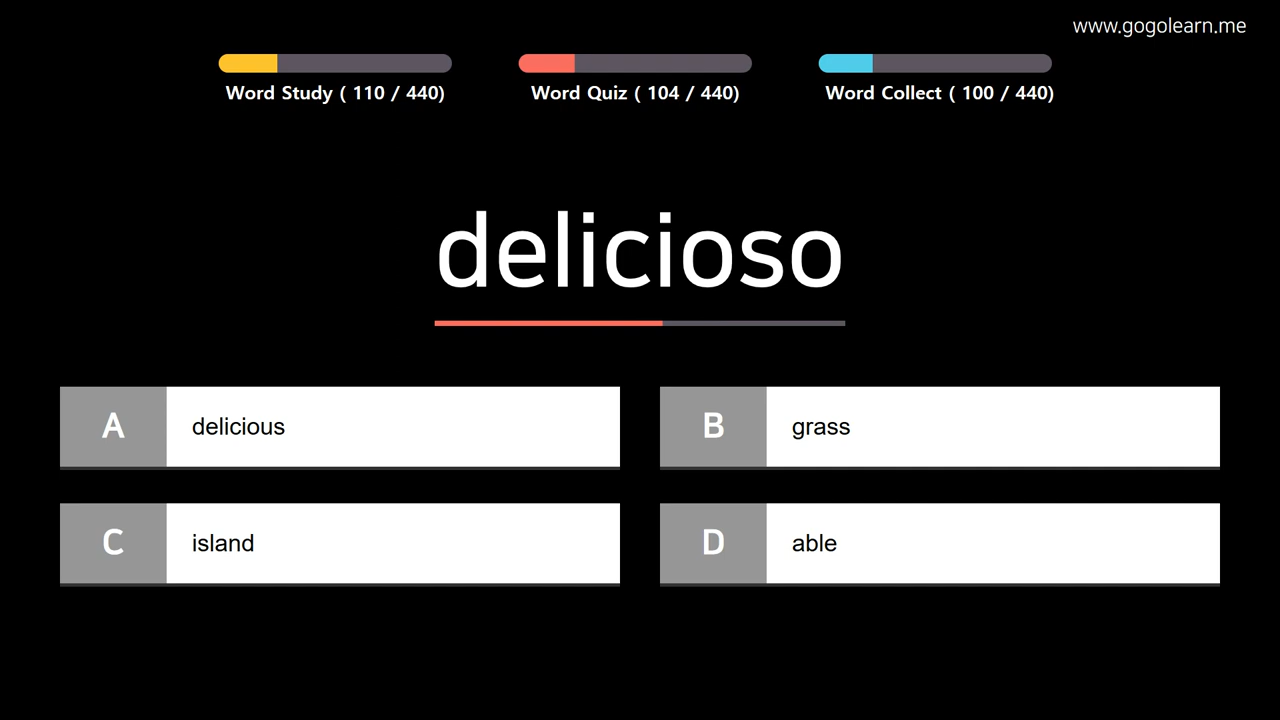 www.gogolearn.me
Word Study ( 110 / 440)
Word Quiz ( 104 / 440)
Word Collect ( 100 / 440)
delicioso
A delicious
B grass
C island
D able